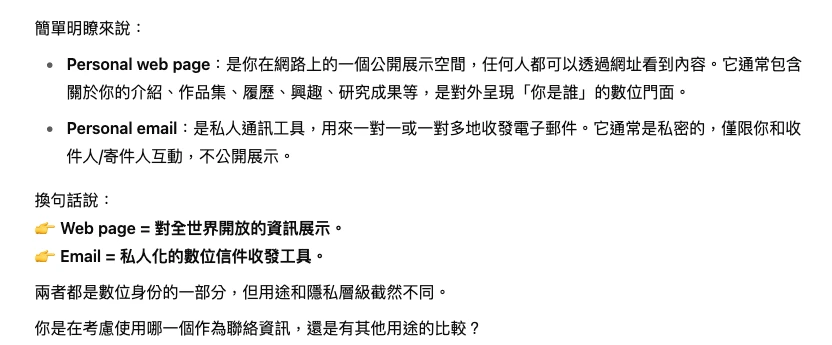 簡單明瞭來說：
• Personal web page：是你在網路上的一個公開展示空間，任何人都可以透過網址看到內容。它通常包含
關於你的介紹、作品集、履歷、興趣、研究成果等，是對外呈現「你是誰」的數位門面。
• Personal email：是私人通訊工具，用來一對一或一對多地收發電子郵件。它通常是私密的，僅限你和收
件人/寄件人互動，不公開展示。
換句話說：
👉 Web page = 對全世界開放的資訊展示。
👉 Email = 私人化的數位信件收發工具。
兩者都是數位身份的一部分，但用途和隱私層級截然不同。
你是在考慮使用哪一個作為聯絡資訊，還是有其他用途的比較？